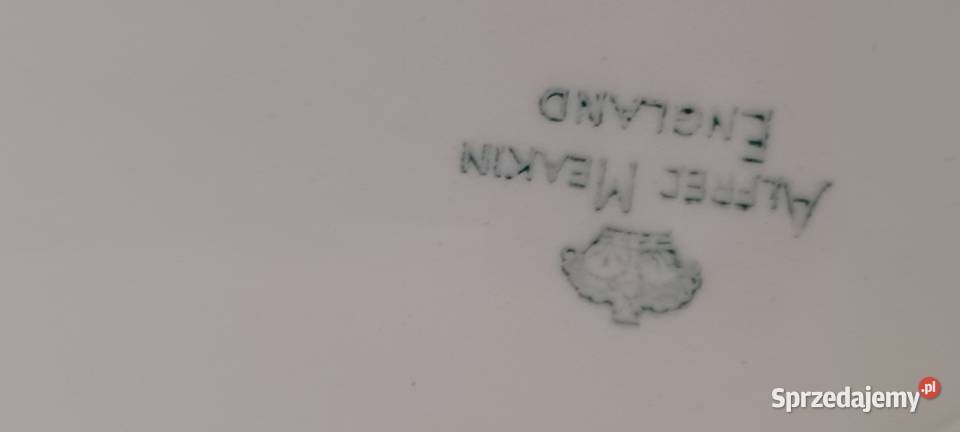 ALFRED MEAKIN
ENGLAND
Sprzedajemy.pl